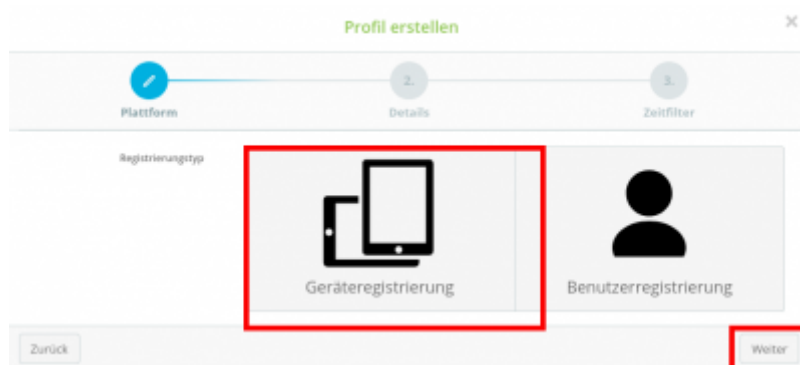 Profil erstellen
×
2.
3.
Plattform
Details
Zeitfilter
Registrierungstyp
Geräteregistrierung
Benutzerregistrierung
Zurück
Weiter